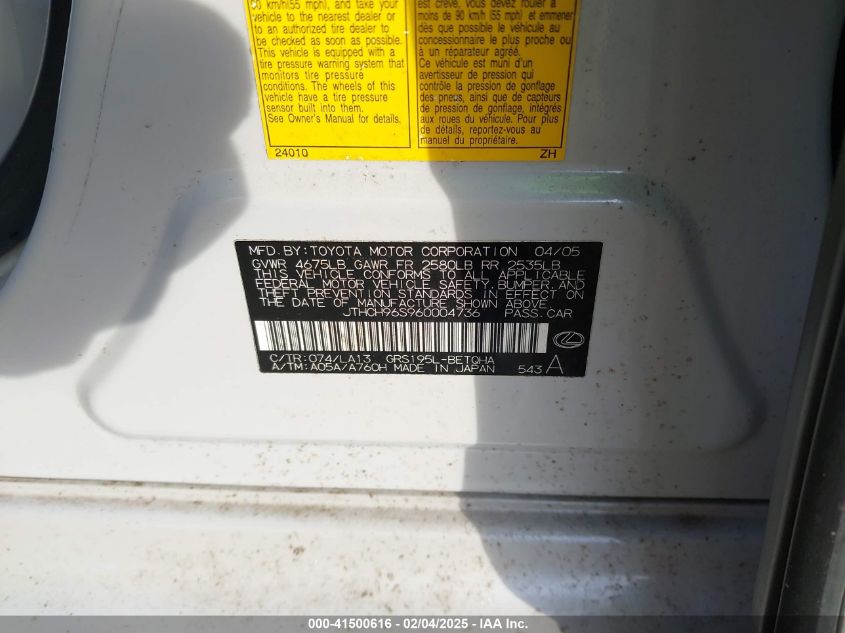 80 km/h(55 mph), and take your
vehicle to the nearest dealer or
to an authorized tire dealer to
be checked as soon as possible.
This vehicle is equipped with a
tire pressure warning system that
monitors tire pressure
conditions. The wheels of this
vehicle have a tire pressure
sensor built into them.
See Owner's Manual for details.
24010
est crevé, vous devez rouler à
moins de 90 km/h (55 mph) et emmener
dès que possible le véhicule au
concessionnaire le plus proche ou
à un réparateur agréé.
Ce véhicule est muni d'un
avertisseur de pression qui
contrôle la pression de gonflage
des pneus, ainsi que de capteurs
de pression de gonflage, intégrés
aux roues du véhicule. Pour plus
de détails, reportez-vous au
manuel du propriétaire.
ZH
MFD.BY:TOYOTA MOTOR CORPORATION 04/05
GVWR 4675LB GAWR FR 2580LB RR 2535LB
THIS VEHICLE CONFORMS TO ALL APPLICABLE
FEDERAL MOTOR VEHICLE SAFETY,BUMPER,AND
THEFT PREVENTION STANDARDS IN EFFECT ON
THE DATE OF MANUFACTURE SHOWN ABOVE.
JTHCH96S960004736 PASS.CAR
C/TR:074/LA13 GRS195L-BETQHA
A/TM:A05A/A760H MADE IN JAPAN 543 A
000-41500616 - 02/04/2025 - IAA Inc.